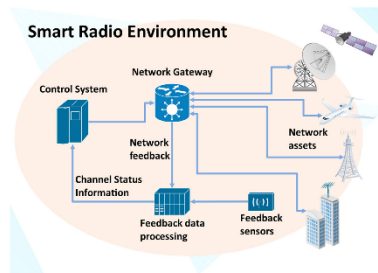 Smart Radio Environment
Network Gateway
Control System
Network
assets
Network
feedback
Channel Status
Information
Feedback data
processing
Feedback
sensors